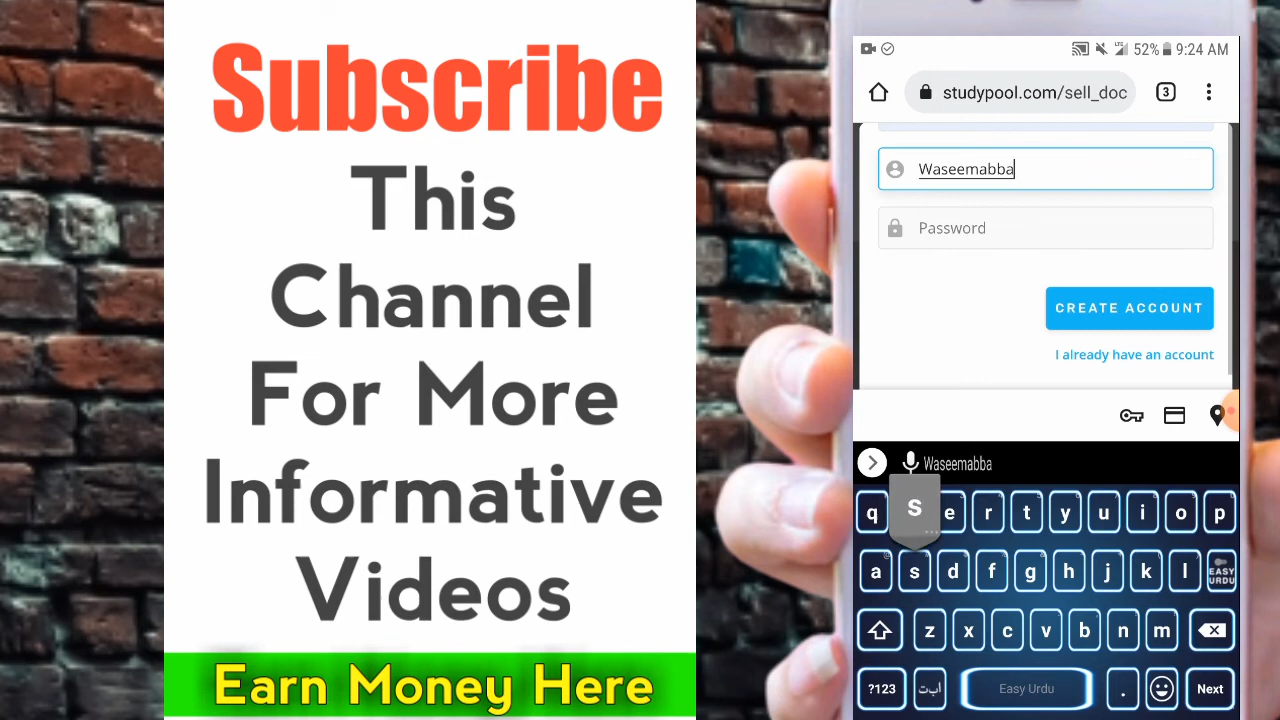 Subscribe
This
Channel
For More
Informative
Videos
Earn Money Here
52% 9:24 AM
studypool.com/sell_doc
3
Waseemabba
Password
CREATE ACCOUNT
I already have an account
Waseemabba
q s e r t y u i o p
a s d f g h j k l EASY URDU
z x c v b n m
?123 اب‌ت Easy Urdu . Next